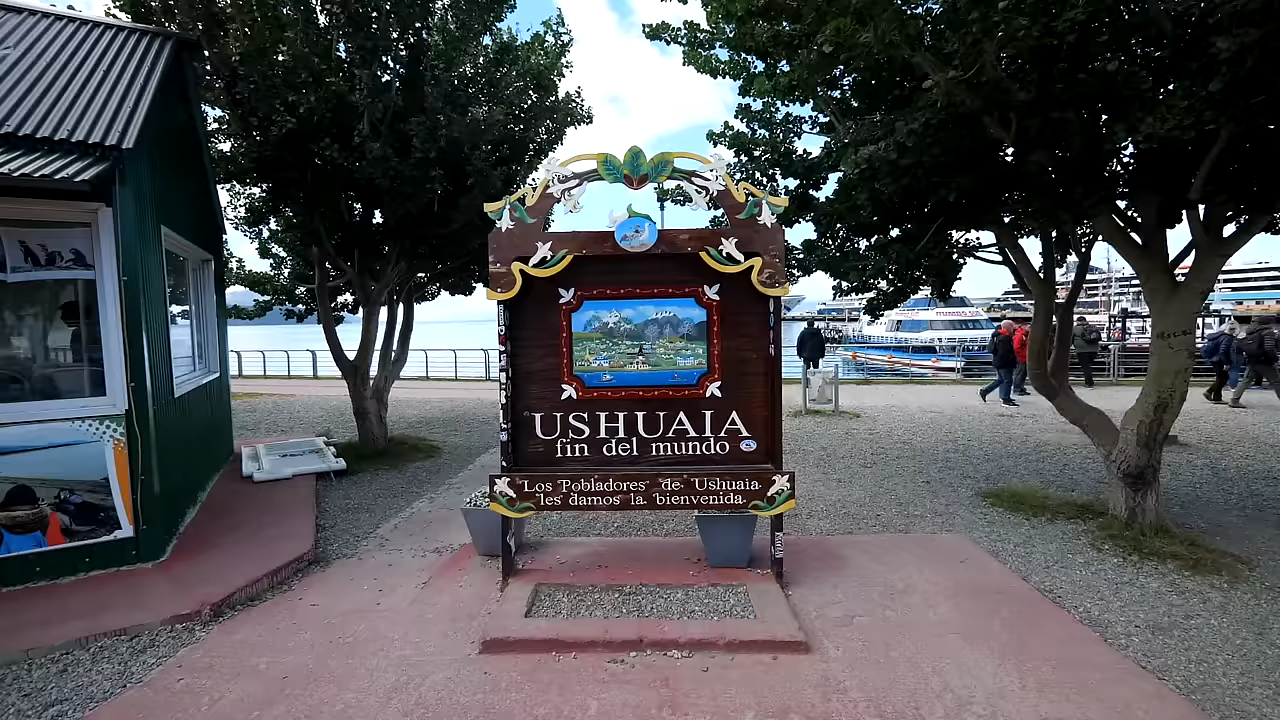 USHUAIA
fin del mundo
Los Pobladores de Ushuaia
les damos la bienvenida.